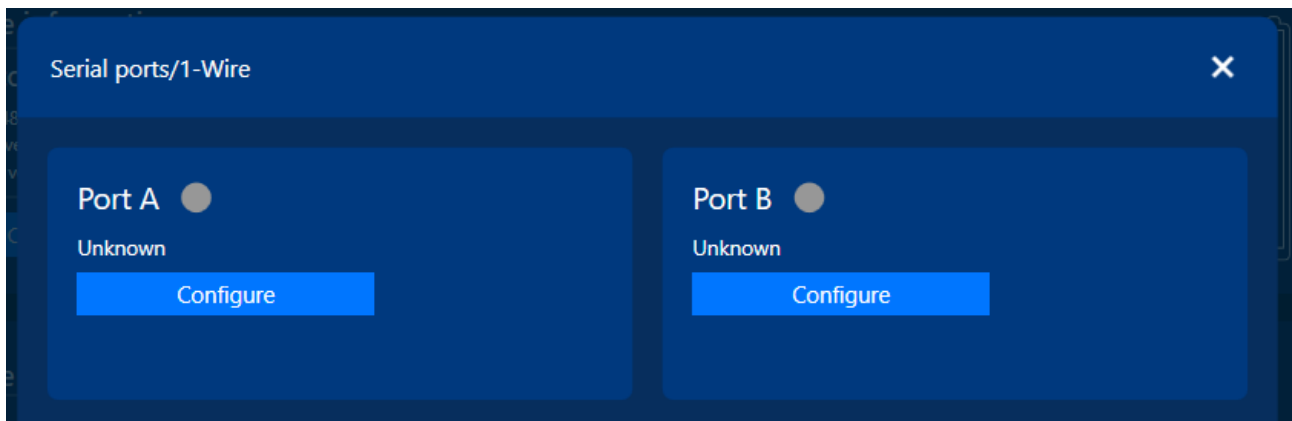 Serial ports/1-Wire
Port A
Unknown
Configure
Port B
Unknown
Configure